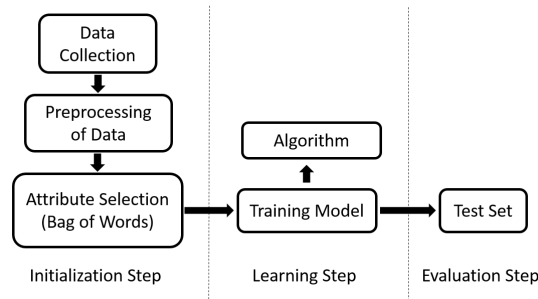 Data
Collection
Preprocessing
of Data
Attribute Selection
(Bag of Words)
Algorithm
Training Model
Test Set
Initialization Step
Learning Step
Evaluation Step